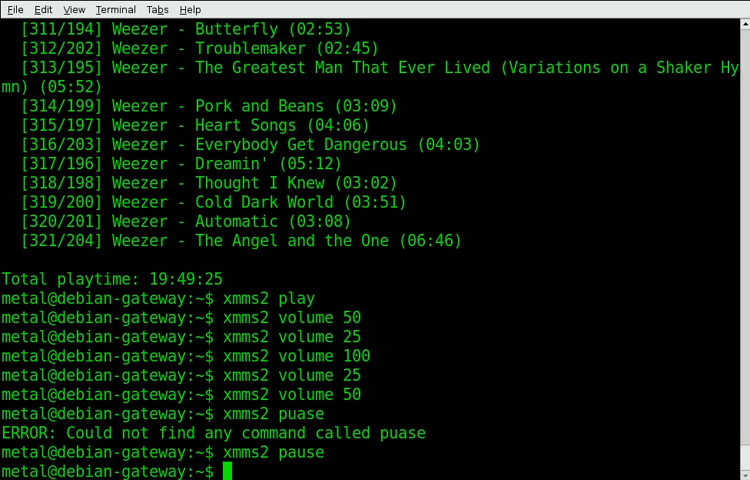 File Edit View Terminal Tabs Help
[311/194] Weezer - Butterfly (02:53)
[312/202] Weezer - Troublemaker (02:45)
[313/195] Weezer - The Greatest Man That Ever Lived (Variations on a Shaker Hy
mn) (05:52)
[314/199] Weezer - Pork and Beans (03:09)
[315/197] Weezer - Heart Songs (04:06)
[316/203] Weezer - Everybody Get Dangerous (04:03)
[317/196] Weezer - Dreamin' (05:12)
[318/198] Weezer - Thought I Knew (03:02)
[319/200] Weezer - Cold Dark World (03:51)
[320/201] Weezer - Automatic (03:08)
[321/204] Weezer - The Angel and the One (06:46)
Total playtime: 19:49:25
metal@debian-gateway:~$ xmms2 play
metal@debian-gateway:~$ xmms2 volume 50
metal@debian-gateway:~$ xmms2 volume 25
metal@debian-gateway:~$ xmms2 volume 100
metal@debian-gateway:~$ xmms2 volume 25
metal@debian-gateway:~$ xmms2 volume 50
metal@debian-gateway:~$ xmms2 puase
ERROR: Could not find any command called puase
metal@debian-gateway:~$ xmms2 pause
metal@debian-gateway:~$